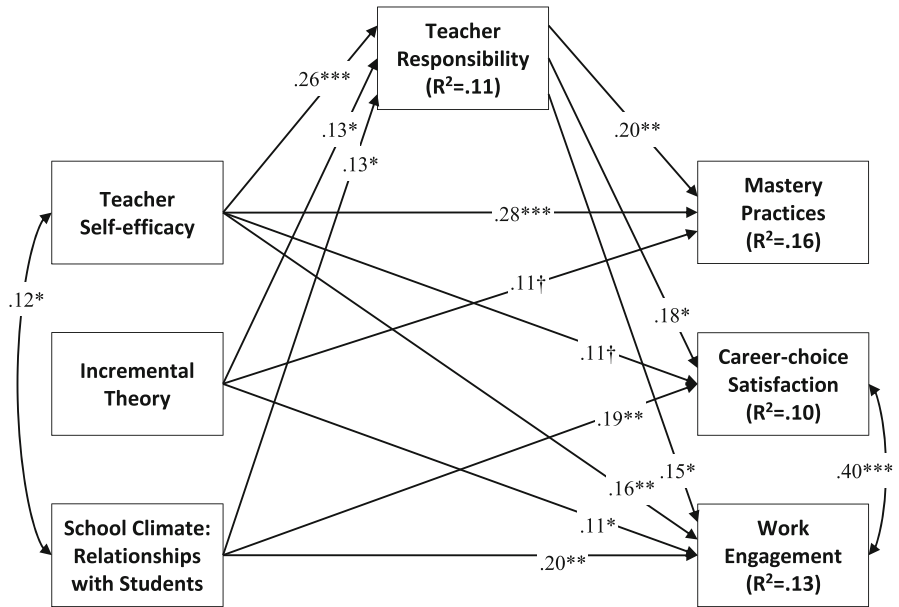 Teacher
Responsibility
(R²=.11)
.26***
.13*
.13*
.20**
Teacher
Self-efficacy
.28***
Mastery
Practices
(R²=.16)
.12*
.11†
.18*
Incremental
Theory
.11†
Career-choice
Satisfaction
(R²=.10)
.19**
.15*
.40***
.16**
.11*
School Climate:
Relationships
with Students
.20**
Work
Engagement
(R²=.13)